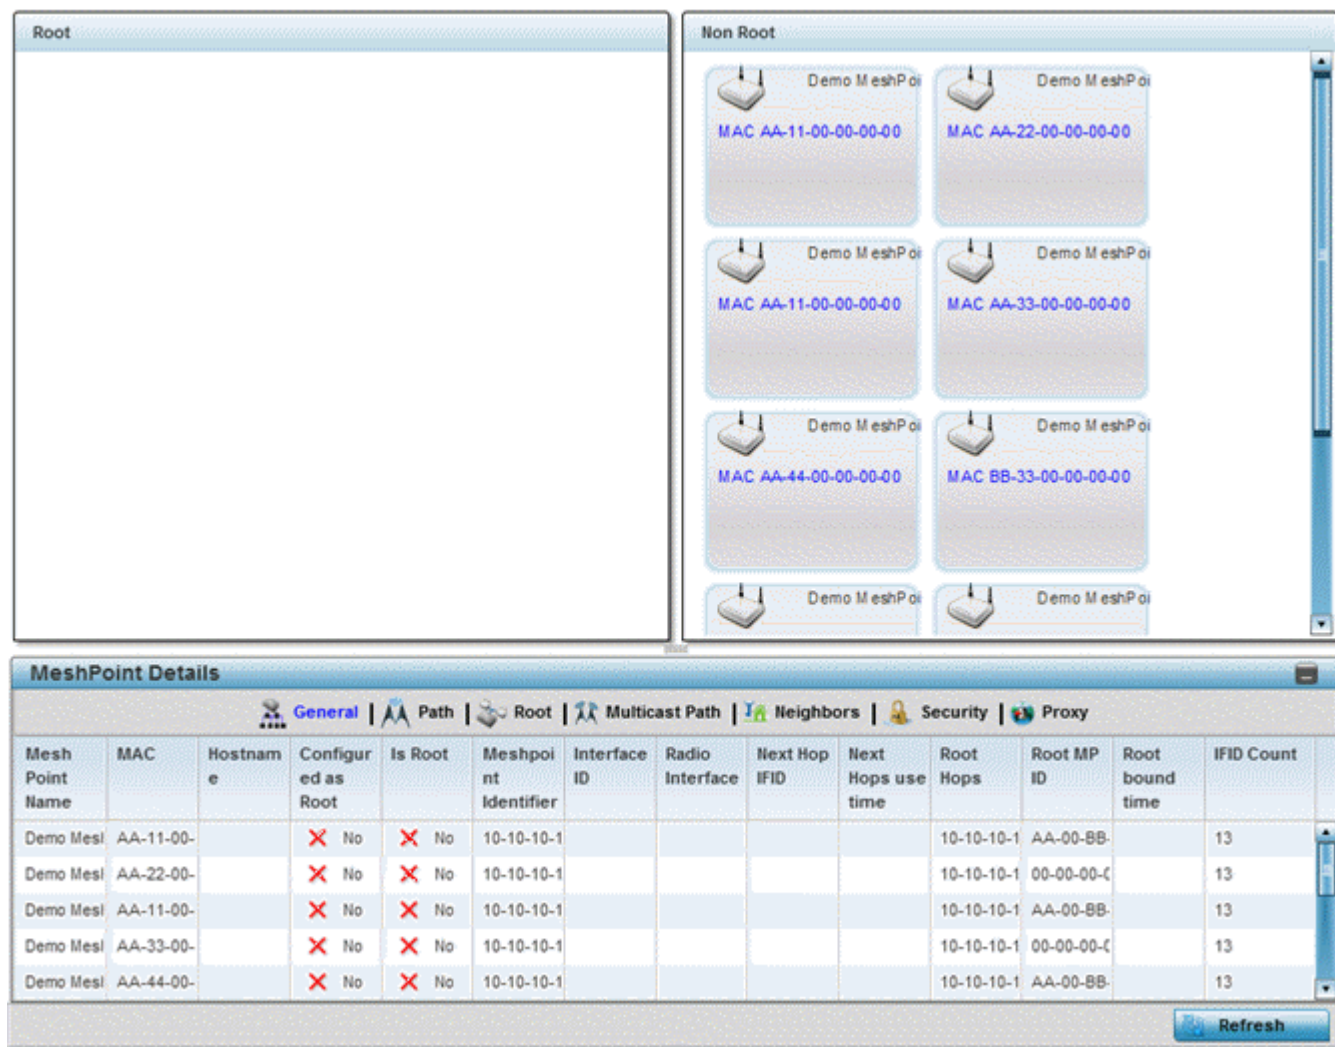 Root
Non Root
Demo MeshPoi
Demo MeshPoi
MAC AA-11-00-00-00-00
MAC AA-22-00-00-00-00
Demo MeshPoi
Demo MeshPoi
MAC AA-11-00-00-00-00
MAC AA-33-00-00-00-00
Demo MeshPoi
Demo MeshPoi
MAC AA-44-00-00-00-00
MAC BB-33-00-00-00-00
Demo MeshPoi
Demo MeshPoi
MeshPoint Details
General | Path | Root | Multicast Path | Neighbors | Security | Proxy
Mesh Point Name
MAC
Hostname
Configured as Root
Is Root
Meshpoint Identifier
Interface ID
Radio Interface
Next Hop IFID
Next Hops use time
Root Hops
Root MP ID
Root bound time
IFID Count
Demo Mesl AA-11-00- No No 10-10-10-1 10-10-10-1 AA-00-BB- 13
Demo Mesl AA-22-00- No No 10-10-10-1 10-10-10-1 00-00-00-0 13
Demo Mesl AA-11-00- No No 10-10-10-1 10-10-10-1 AA-00-BB- 13
Demo Mesl AA-33-00- No No 10-10-10-1 10-10-10-1 00-00-00-0 13
Demo Mesl AA-44-00- No No 10-10-10-1 10-10-10-1 AA-00-BB- 13
Refresh